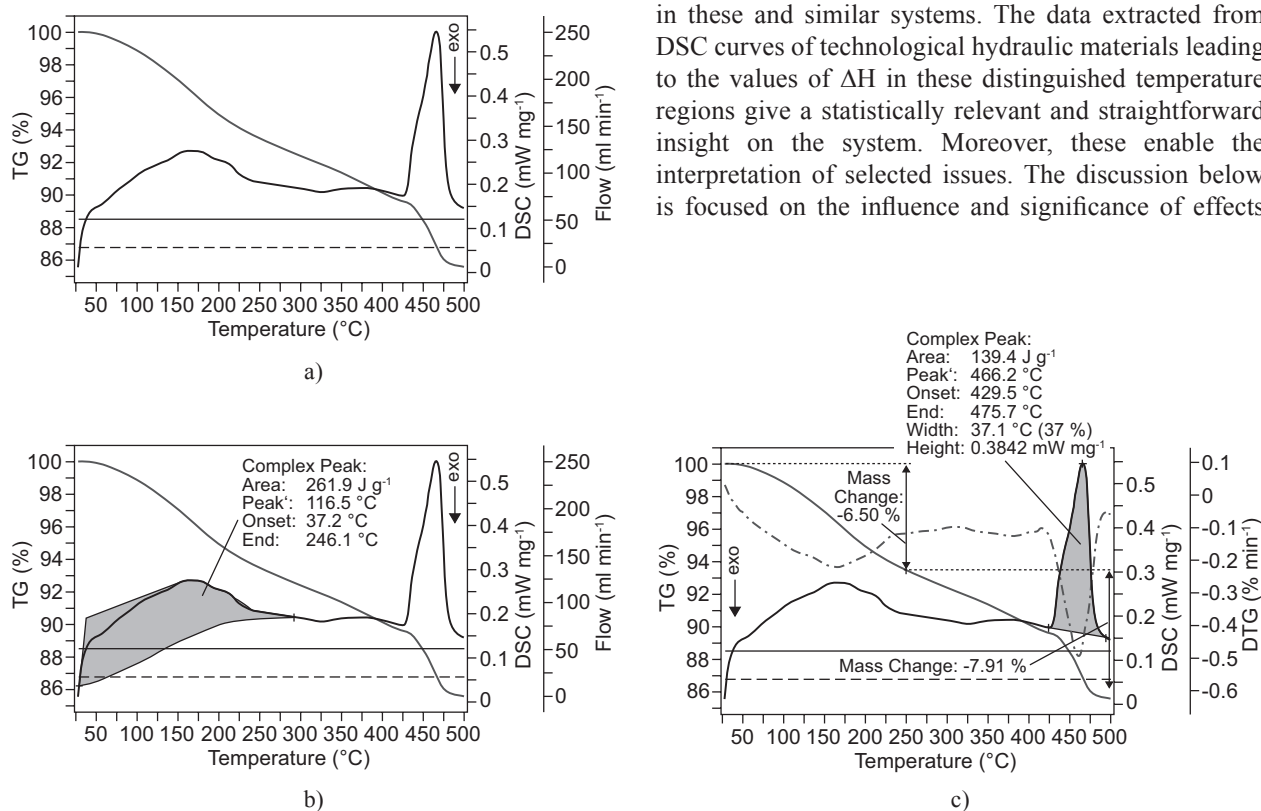 100
98
96
94
92
90
88
86
TG (%)
exo
0.5
0.4
0.3
0.2
0.1
0
DSC (mW mg-1)
250
200
150
100
50
0
Flow (ml min-1)
50 100 150 200 250 300 350 400 450 500
Temperature (°C)
a)
in these and similar systems. The data extracted from
DSC curves of technological hydraulic materials leading
to the values of ΔH in these distinguished temperature
regions give a statistically relevant and straightforward
insight on the system. Moreover, these enable the
interpretation of selected issues. The discussion below
is focused on the influence and significance of effects
100
98
96
94
92
90
88
86
TG (%)
Complex Peak:
Area: 261.9 J g-1
Peak‘: 116.5 °C
Onset: 37.2 °C
End: 246.1 °C
exo
0.5
0.4
0.3
0.2
0.1
0
DSC (mW mg-1)
250
200
150
100
50
0
Flow (ml min-1)
50 100 150 200 250 300 350 400 450 500
Temperature (°C)
b)
Complex Peak:
Area: 139.4 J g-1
Peak‘: 466.2 °C
Onset: 429.5 °C
End: 475.7 °C
Width: 37.1 °C (37 %)
Height: 0.3842 mW mg-1
100
98
96
94
92
90
88
86
TG (%)
exo
Mass
Change:
-6.50 %
Mass Change: -7.91 %
0.5
0.4
0.3
0.2
0.1
0
DSC (mW mg-1)
0.1
0
-0.1
-0.2
-0.3
-0.4
-0.5
-0.6
DTG (% min-1)
50 100 150 200 250 300 350 400 450 500
Temperature (°C)
c)